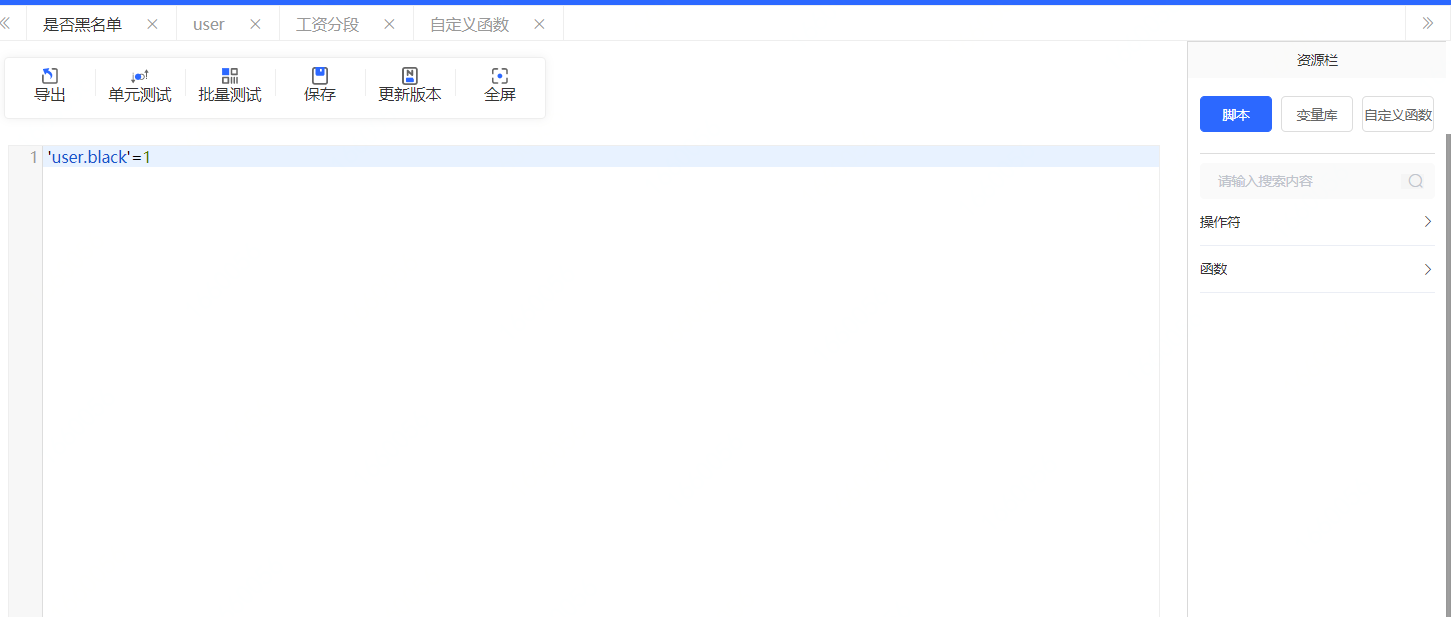 是否黑名单 user 工资分段 自定义函数
导出 单元测试 批量测试 保存 更新版本 全屏
1 'user.black'=1
资源栏
脚本 变量库 自定义函数
请输入搜索内容
操作符
函数